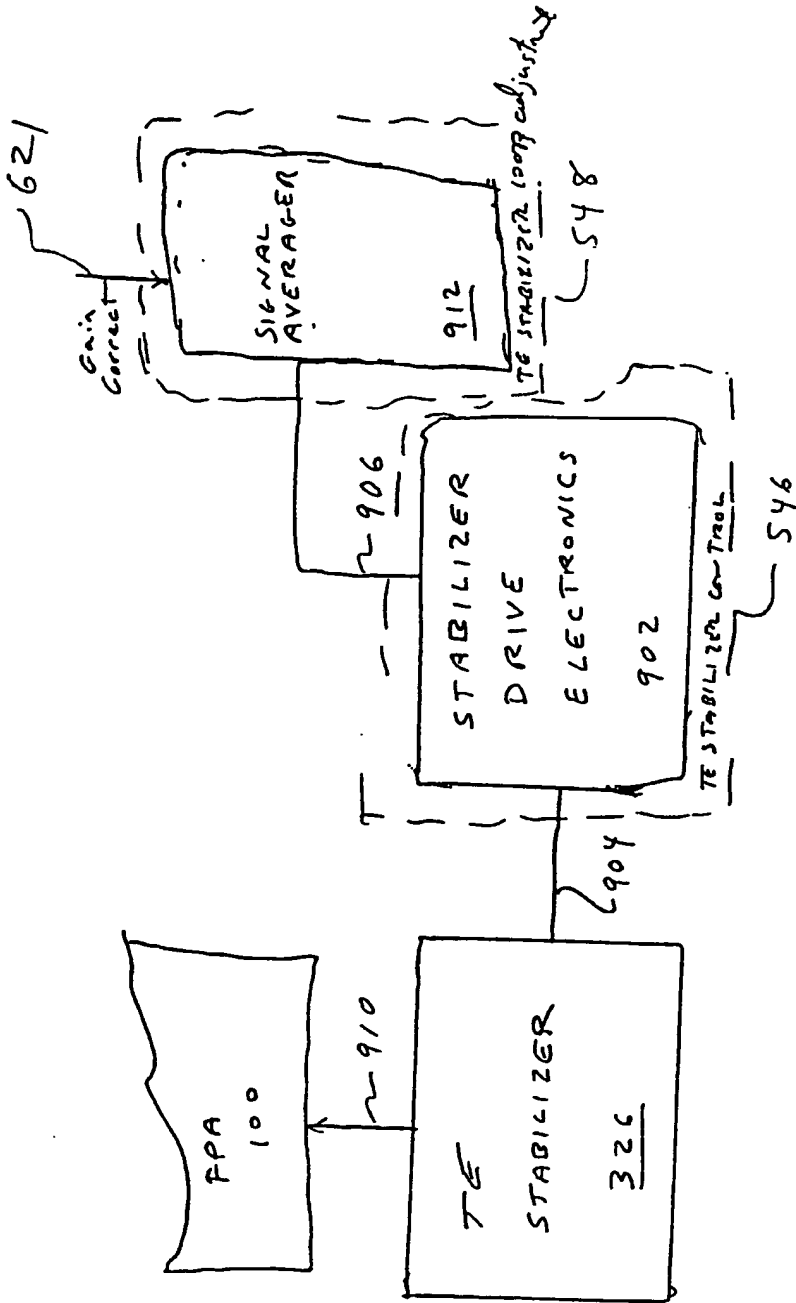 621
Gain
Correct
SIGNAL
AVERAGER
912
TE STABILIZER loop
548
906
STABILIZER
DRIVE
ELECTRONICS
902
TE STABILIZER CONTROL
546
904
FPA
100
910
TE
STABILIZER
326